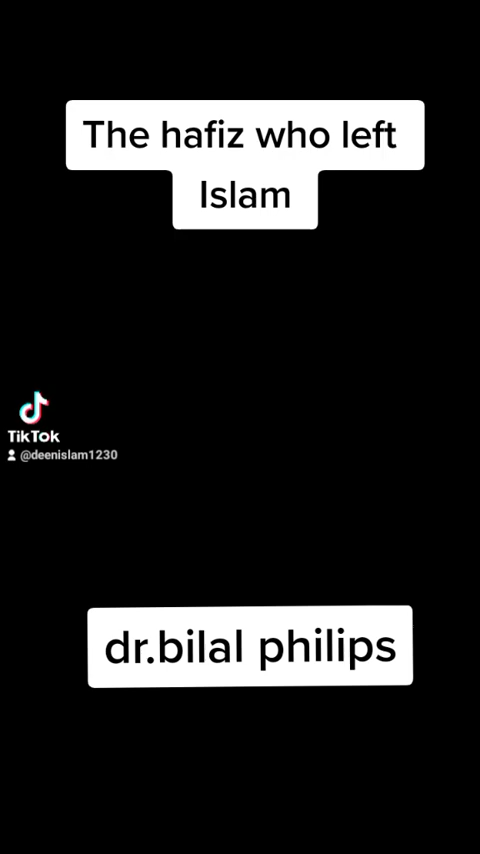 The hafiz who left
Islam
TikTok
@deenislam1230
dr.bilal philips